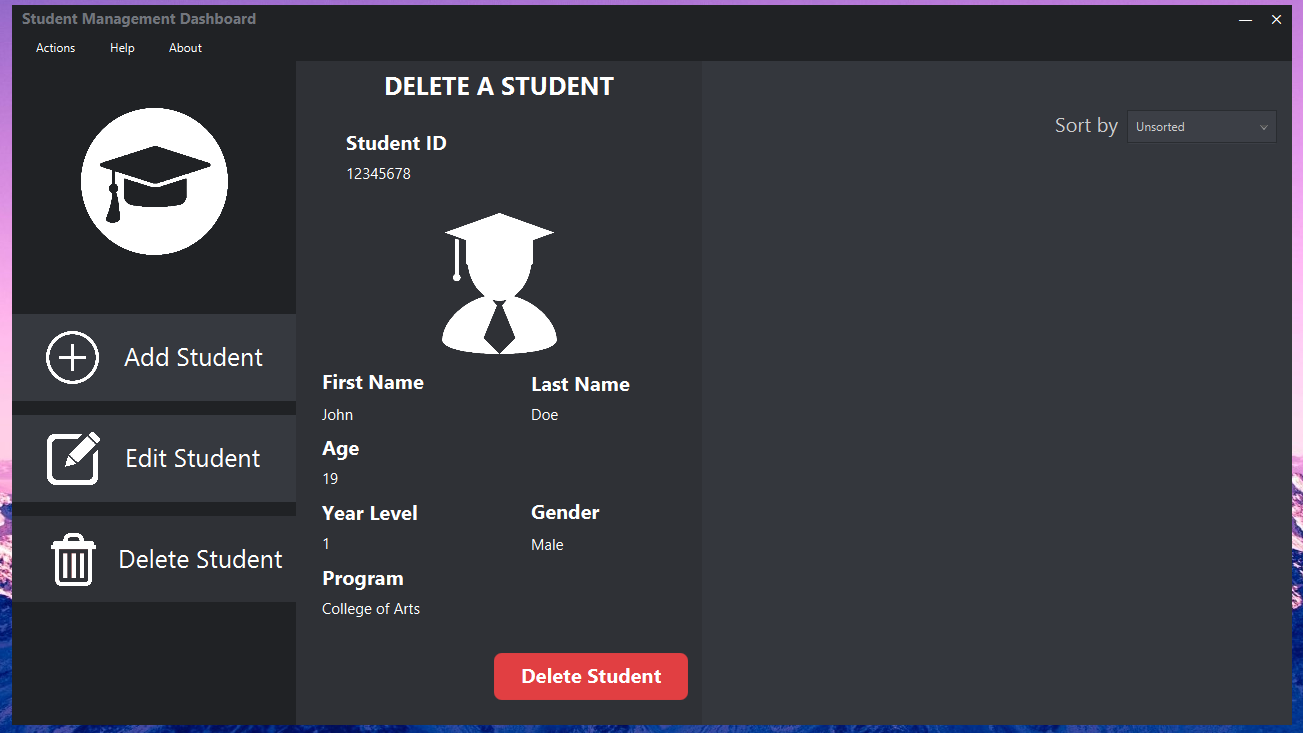 Student Management Dashboard
Actions Help About
Add Student
Edit Student
Delete Student
DELETE A STUDENT
Student ID
12345678
First Name Last Name
John Doe
Age
19
Year Level Gender
1 Male
Program
College of Arts
Delete Student
Sort by Unsorted